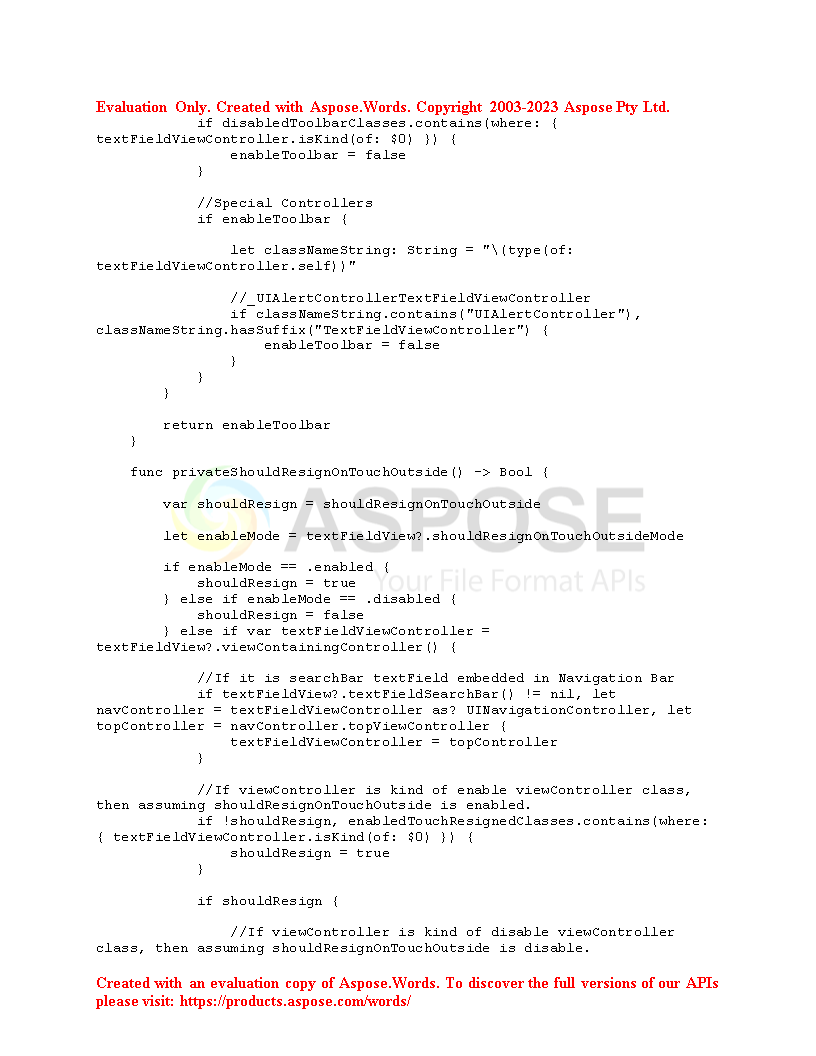 Evaluation Only. Created with Aspose.Words. Copyright 2003-2023 Aspose Pty Ltd.
            if disabledToolbarClasses.contains(where: {
textFieldViewController.isKind(of: $0) }) {
                enableToolbar = false
            }

            //Special Controllers
            if enableToolbar {

                let classNameString: String = "\(type(of:
textFieldViewController.self))"

                //_UIAlertControllerTextFieldViewController
                if classNameString.contains("UIAlertController"),
classNameString.hasSuffix("TextFieldViewController") {
                    enableToolbar = false
                }
            }
        }

        return enableToolbar
    }

    func privateShouldResignOnTouchOutside() -> Bool {

        var shouldResign = shouldResignOnTouchOutside

        let enableMode = textFieldView?.shouldResignOnTouchOutsideMode

        if enableMode == .enabled {
            shouldResign = true
        } else if enableMode == .disabled {
            shouldResign = false
        } else if var textFieldViewController =
textFieldView?.viewContainingController() {

            //If it is searchBar textField embedded in Navigation Bar
            if textFieldView?.textFieldSearchBar() != nil, let
navController = textFieldViewController as? UINavigationController, let
topController = navController.topViewController {
                textFieldViewController = topController
            }

            //If viewController is kind of enable viewController class,
then assuming shouldResignOnTouchOutside is enabled.
            if !shouldResign, enabledTouchResignedClasses.contains(where:
{ textFieldViewController.isKind(of: $0) }) {
                shouldResign = true
            }

            if shouldResign {

                //If viewController is kind of disable viewController
class, then assuming shouldResignOnTouchOutside is disable.
ASPOSE
Your File Format APIs
Created with an evaluation copy of Aspose.Words. To discover the full versions of our APIs
please visit: https://products.aspose.com/words/